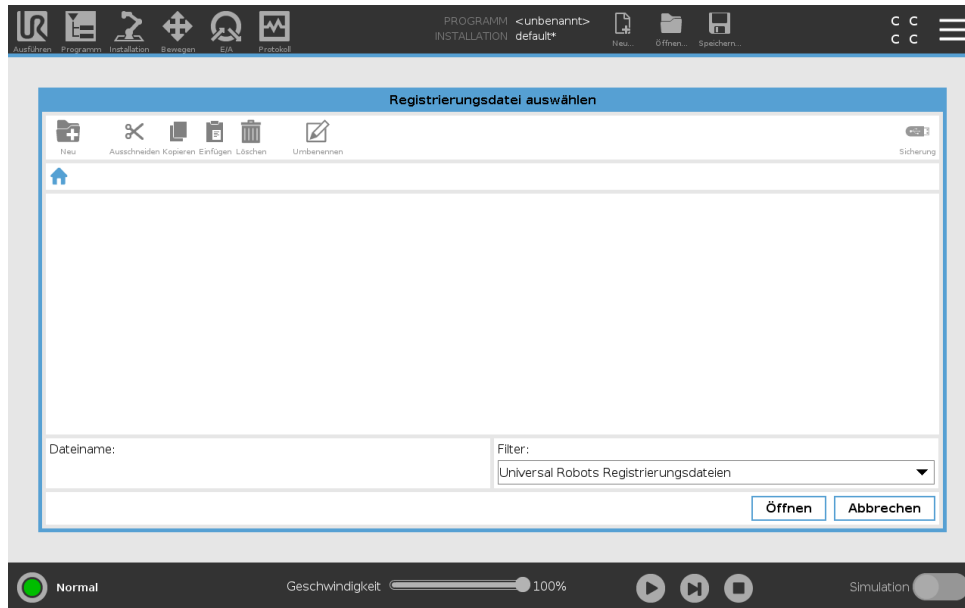 PROGRAMM <unbenannt>
INSTALLATION default*
C C
C C
Ausführen Programm Installation Bewegen E/A Protokoll Neu... Öffnen... Speichern...
Registrierungsdatei auswählen
Neu Ausschneiden Kopieren Einfügen Löschen Umbenennen Sicherung
Dateiname: Filter:
Universal Robots Registrierungsdateien
Öffnen Abbrechen
Normal Geschwindigkeit 100% Simulation